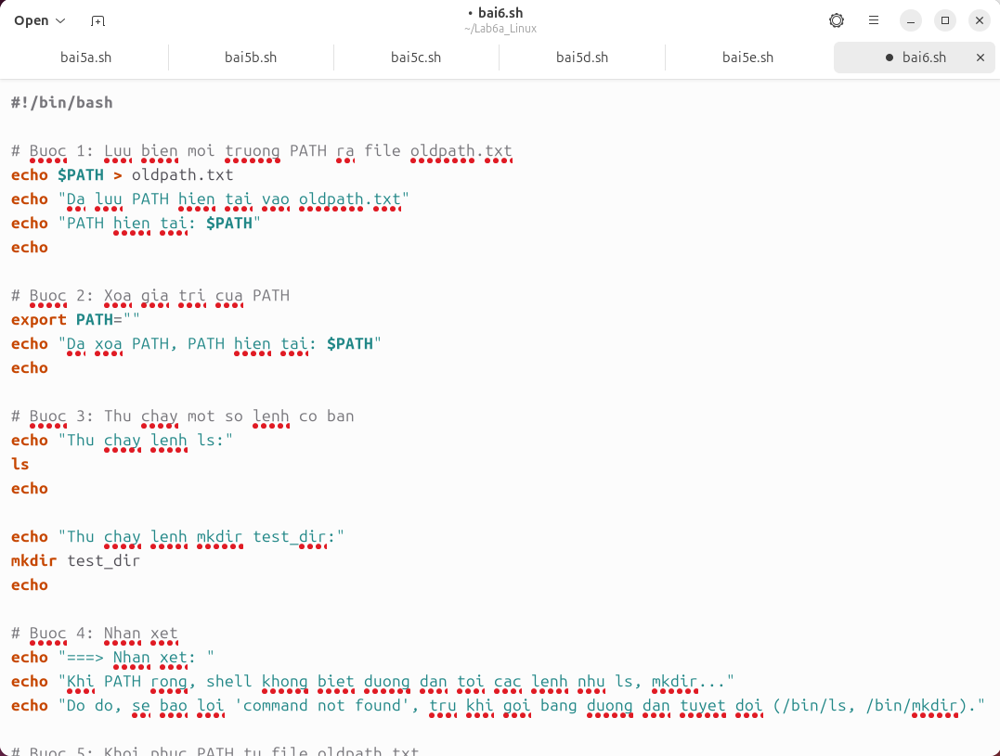 Open
• bai6.sh
~/Lab6a_Linux
bai5a.sh bai5b.sh bai5c.sh bai5d.sh bai5e.sh ● bai6.sh
#!/bin/bash
# Buoc 1: Luu bien moi truong PATH ra file oldpath.txt
echo $PATH > oldpath.txt
echo "Da luu PATH hien tai vao oldpath.txt"
echo "PATH hien tai: $PATH"
echo
# Buoc 2: Xoa gia tri cua PATH
export PATH=""
echo "Da xoa PATH, PATH hien tai: $PATH"
echo
# Buoc 3: Thu chay mot so lenh co ban
echo "Thu chay lenh ls:"
ls
echo
echo "Thu chay lenh mkdir test_dir:"
mkdir test_dir
echo
# Buoc 4: Nhan xet
echo "===> Nhan xet: "
echo "Khi PATH rong, shell khong biet duong dan toi cac lenh nhu ls, mkdir..."
echo "Do do, se bao loi 'command not found', tru khi goi bang duong dan tuyet doi (/bin/ls, /bin/mkdir)."
# Buoc 5: Khoi phuc PATH tu file oldpath.txt